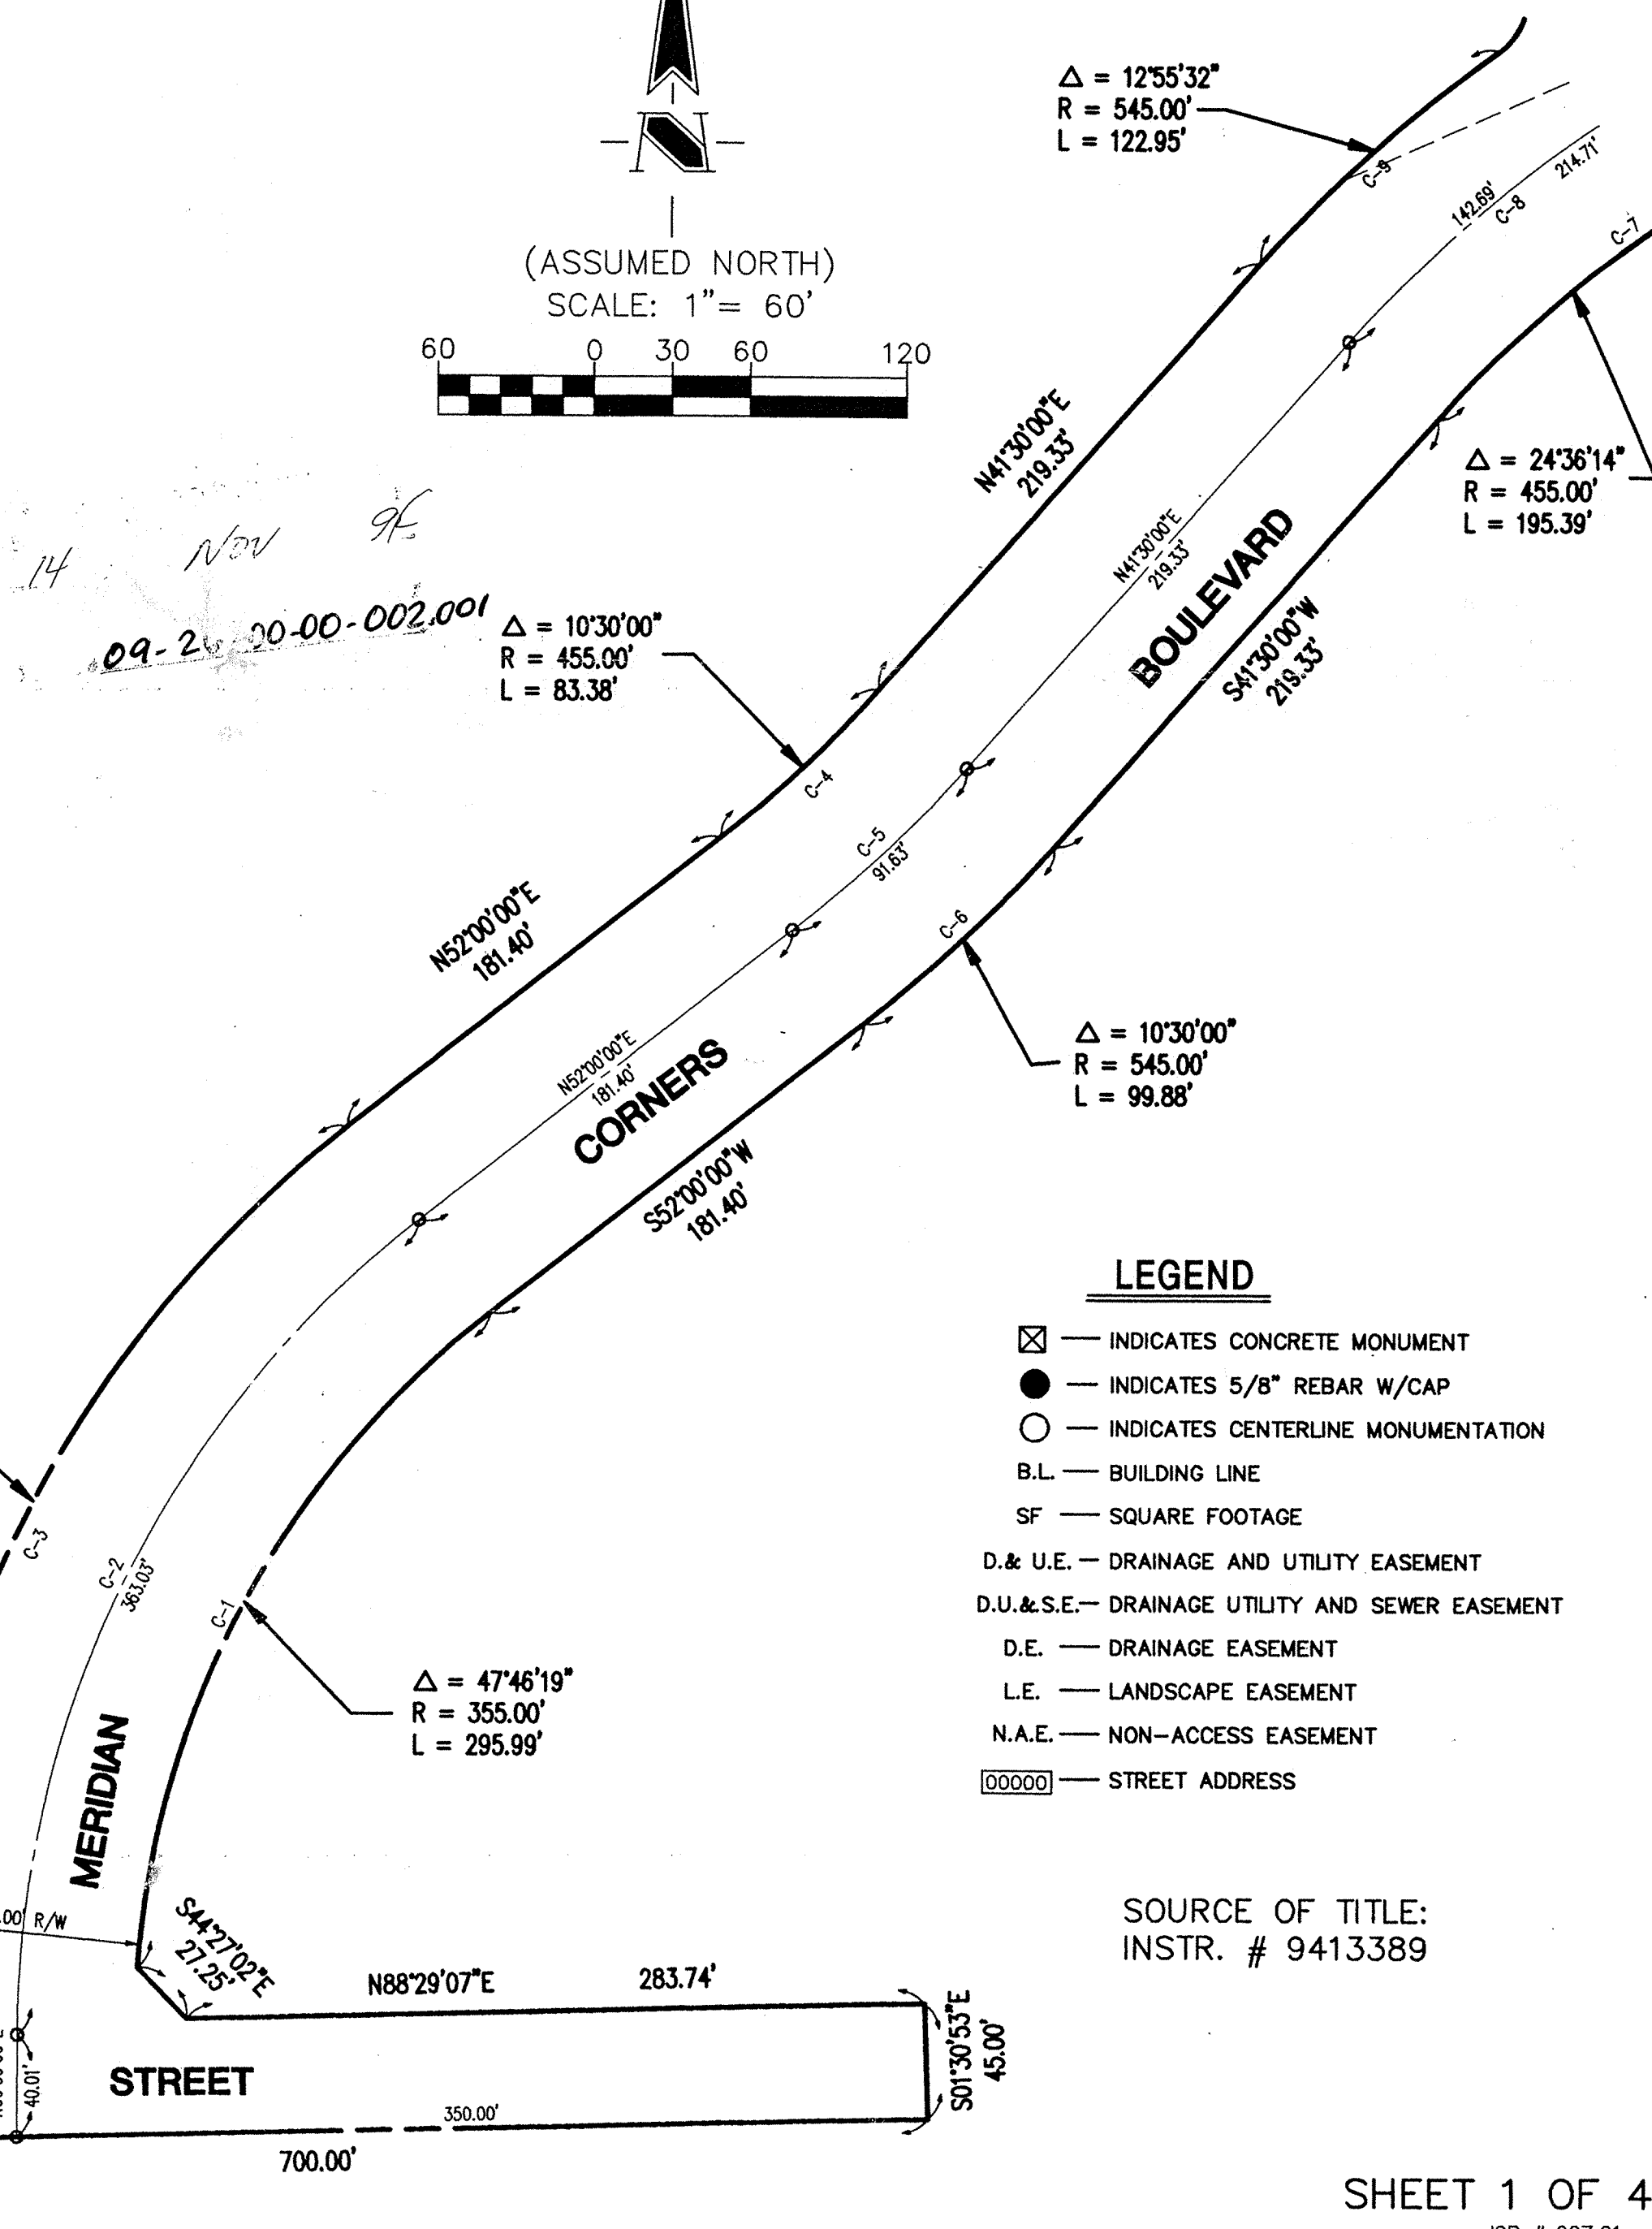 N
(ASSUMED NORTH)
SCALE: 1"= 60'
60 0 30 60 120
Δ = 12°55'32"
R = 545.00'
L = 122.95'
C-9
142.69'
C-8
214.71'
C-7
Δ = 24°36'14"
R = 455.00'
L = 195.39'
N41°30'00"E
219.33'
N41°30'00"E
219.33'
BOULEVARD
S41°30'00"W
219.33'
14 NOV
002.001
Δ = 10°30'00"
R = 455.00'
L = 83.38'
C-4
C-5
91.63'
C-6
Δ = 10°30'00"
R = 545.00'
L = 99.88'
N52°00'00"E
181.40'
N52°00'00"E
181.40'
CORNERS
S52°00'00"W
181.40'
LEGEND
INDICATES CONCRETE MONUMENT
INDICATES 5/8" REBAR W/CAP
INDICATES CENTERLINE MONUMENTATION
B.L. — BUILDING LINE
SF — SQUARE FOOTAGE
D.& U.E. — DRAINAGE AND UTILITY EASEMENT
D.U.&.S.E.— DRAINAGE UTILITY AND SEWER EASEMENT
D.E. — DRAINAGE EASEMENT
L.E. — LANDSCAPE EASEMENT
N.A.E. — NON-ACCESS EASEMENT
00000 — STREET ADDRESS
C-3
C-2
363.03'
C-1
Δ = 47°46'19"
R = 355.00'
L = 295.99'
MERIDIAN
.00' R/W
S44°27'02"E
27.25'
N88°29'07"E 283.74'
S01°30'53"E
45.00'
40.01'
STREET
350.00'
700.00'
SOURCE OF TITLE:
INSTR. # 9413389
SHEET 1 OF 4